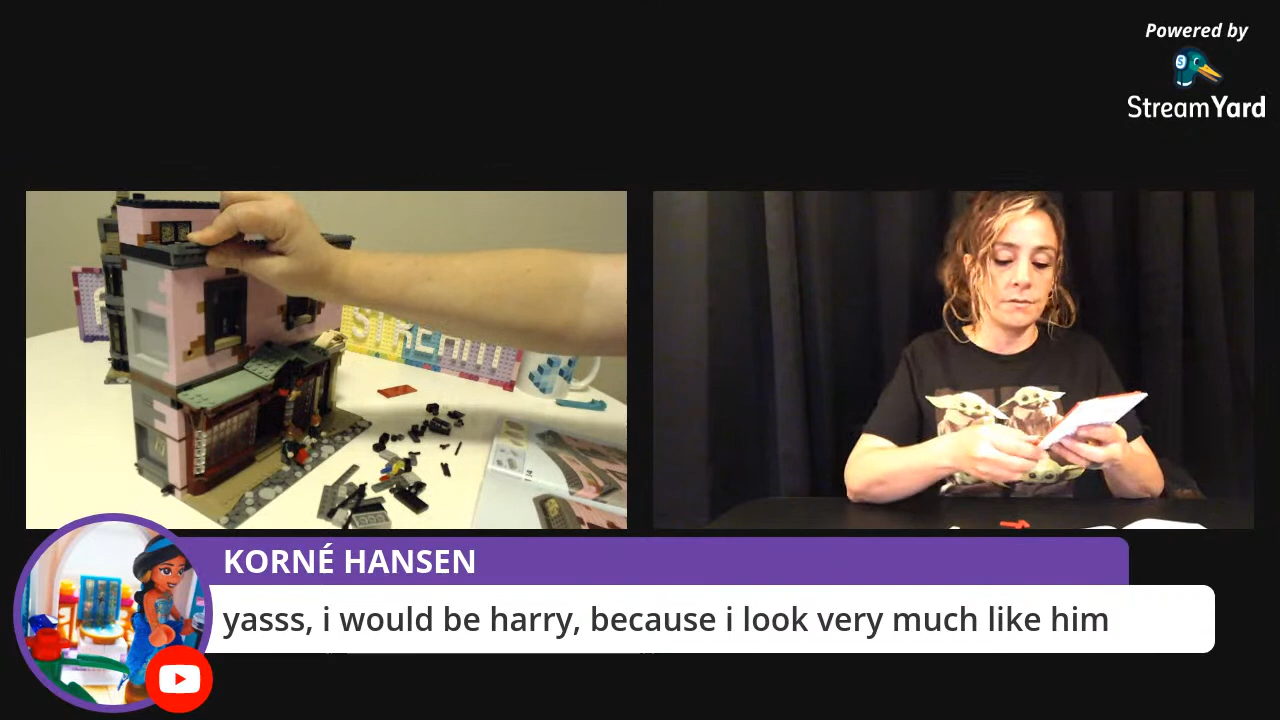 Powered by
StreamYard
KORNÉ HANSEN
yasss, i would be harry, because i look very much like him